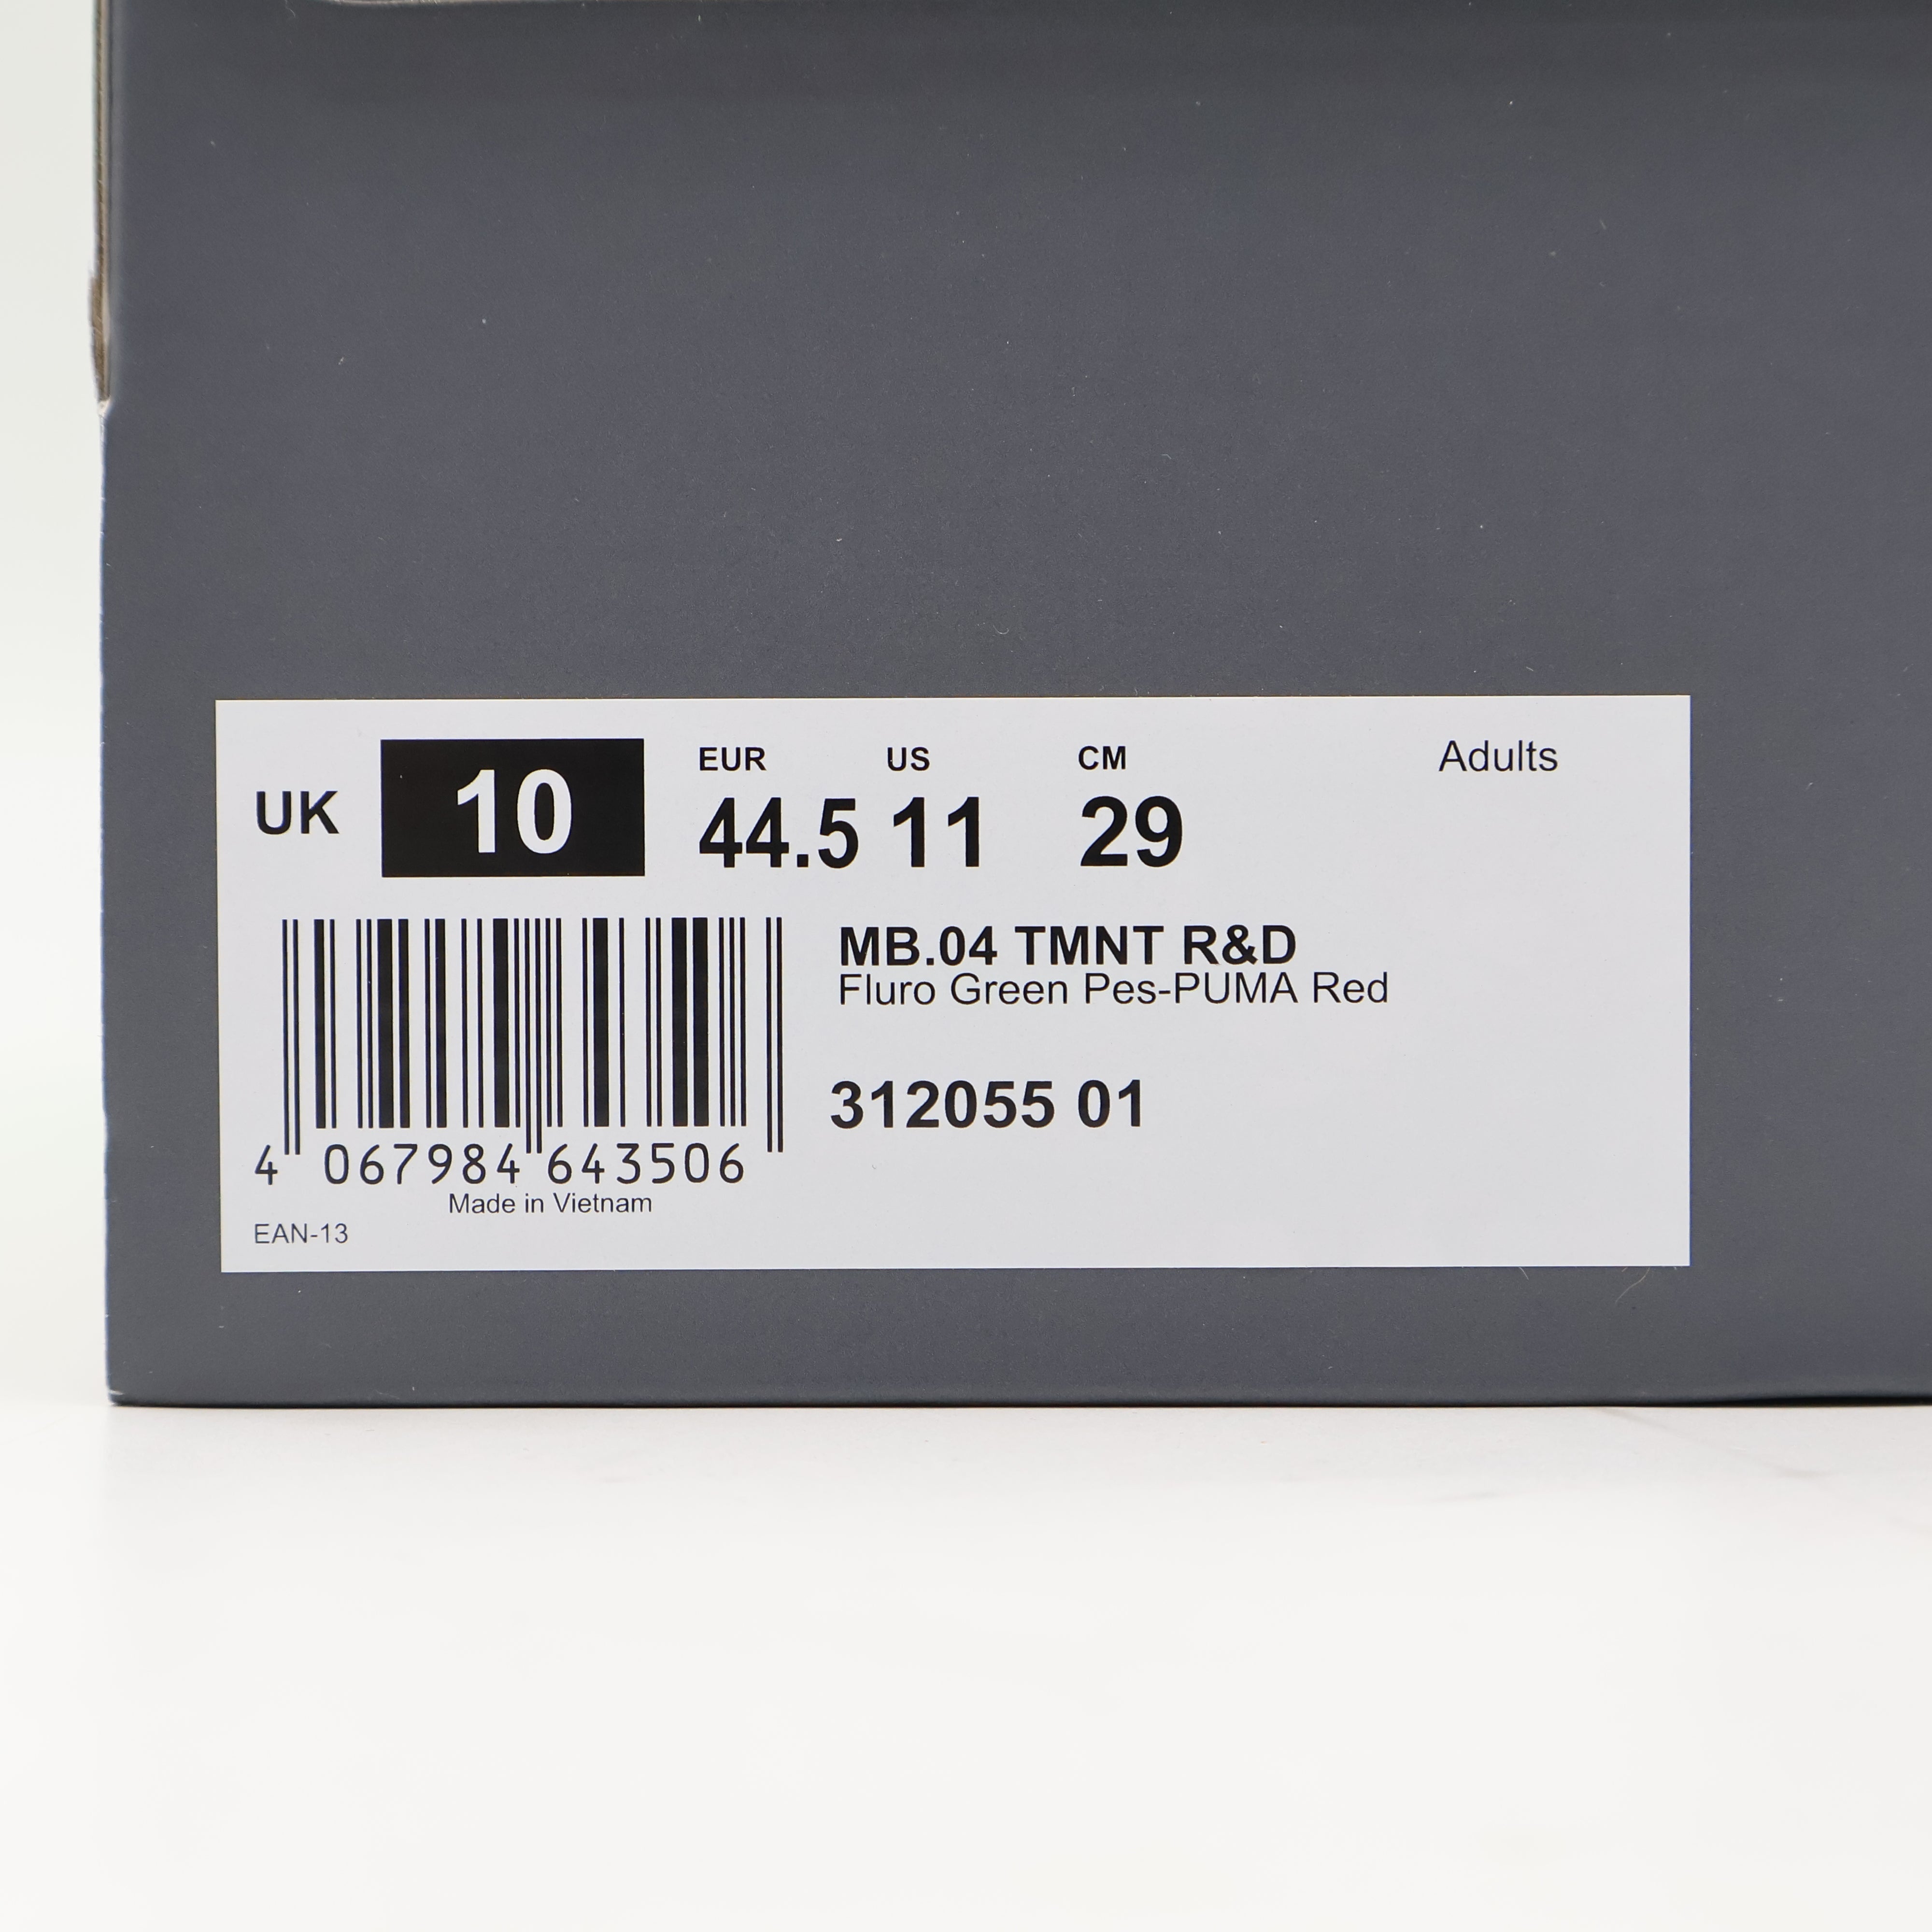 UK 10
EUR US CM Adults
44.5 11 29
MB.04 TMNT R&D
Fluro Green Pes-PUMA Red
312055 01
4 067984 643506
Made in Vietnam
EAN-13